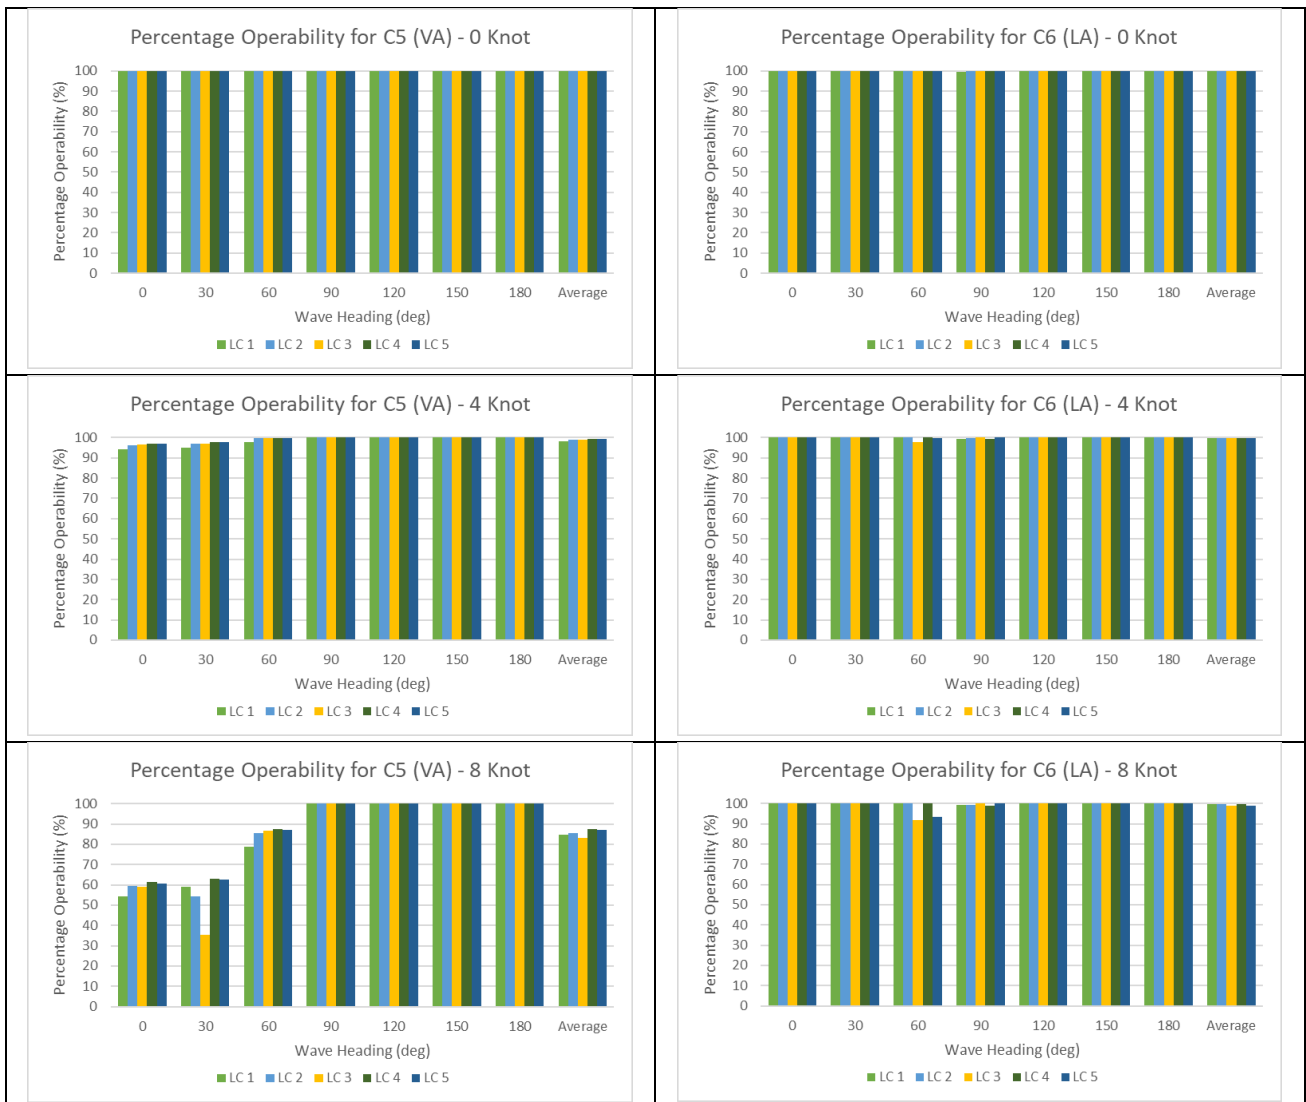 Percentage Operability for C5 (VA) - 0 Knot
Percentage Operability (%)
100
90
80
70
60
50
40
30
20
10
0
0 30 60 90 120 150 180 Average
Wave Heading (deg)
LC 1 LC 2 LC 3 LC 4 LC 5
Percentage Operability for C6 (LA) - 0 Knot
Percentage Operability (%)
100
90
80
70
60
50
40
30
20
10
0
0 30 60 90 120 150 180 Average
Wave Heading (deg)
LC 1 LC 2 LC 3 LC 4 LC 5
Percentage Operability for C5 (VA) - 4 Knot
Percentage Operability (%)
100
90
80
70
60
50
40
30
20
10
0
0 30 60 90 120 150 180 Average
Wave Heading (deg)
LC 1 LC 2 LC 3 LC 4 LC 5
Percentage Operability for C6 (LA) - 4 Knot
Percentage Operability (%)
100
90
80
70
60
50
40
30
20
10
0
0 30 60 90 120 150 180 Average
Wave Heading (deg)
LC 1 LC 2 LC 3 LC 4 LC 5
Percentage Operability for C5 (VA) - 8 Knot
Percentage Operability (%)
100
90
80
70
60
50
40
30
20
10
0
0 30 60 90 120 150 180 Average
Wave Heading (deg)
LC 1 LC 2 LC 3 LC 4 LC 5
Percentage Operability for C6 (LA) - 8 Knot
Percentage Operability (%)
100
90
80
70
60
50
40
30
20
10
0
0 30 60 90 120 150 180 Average
Wave Heading (deg)
LC 1 LC 2 LC 3 LC 4 LC 5